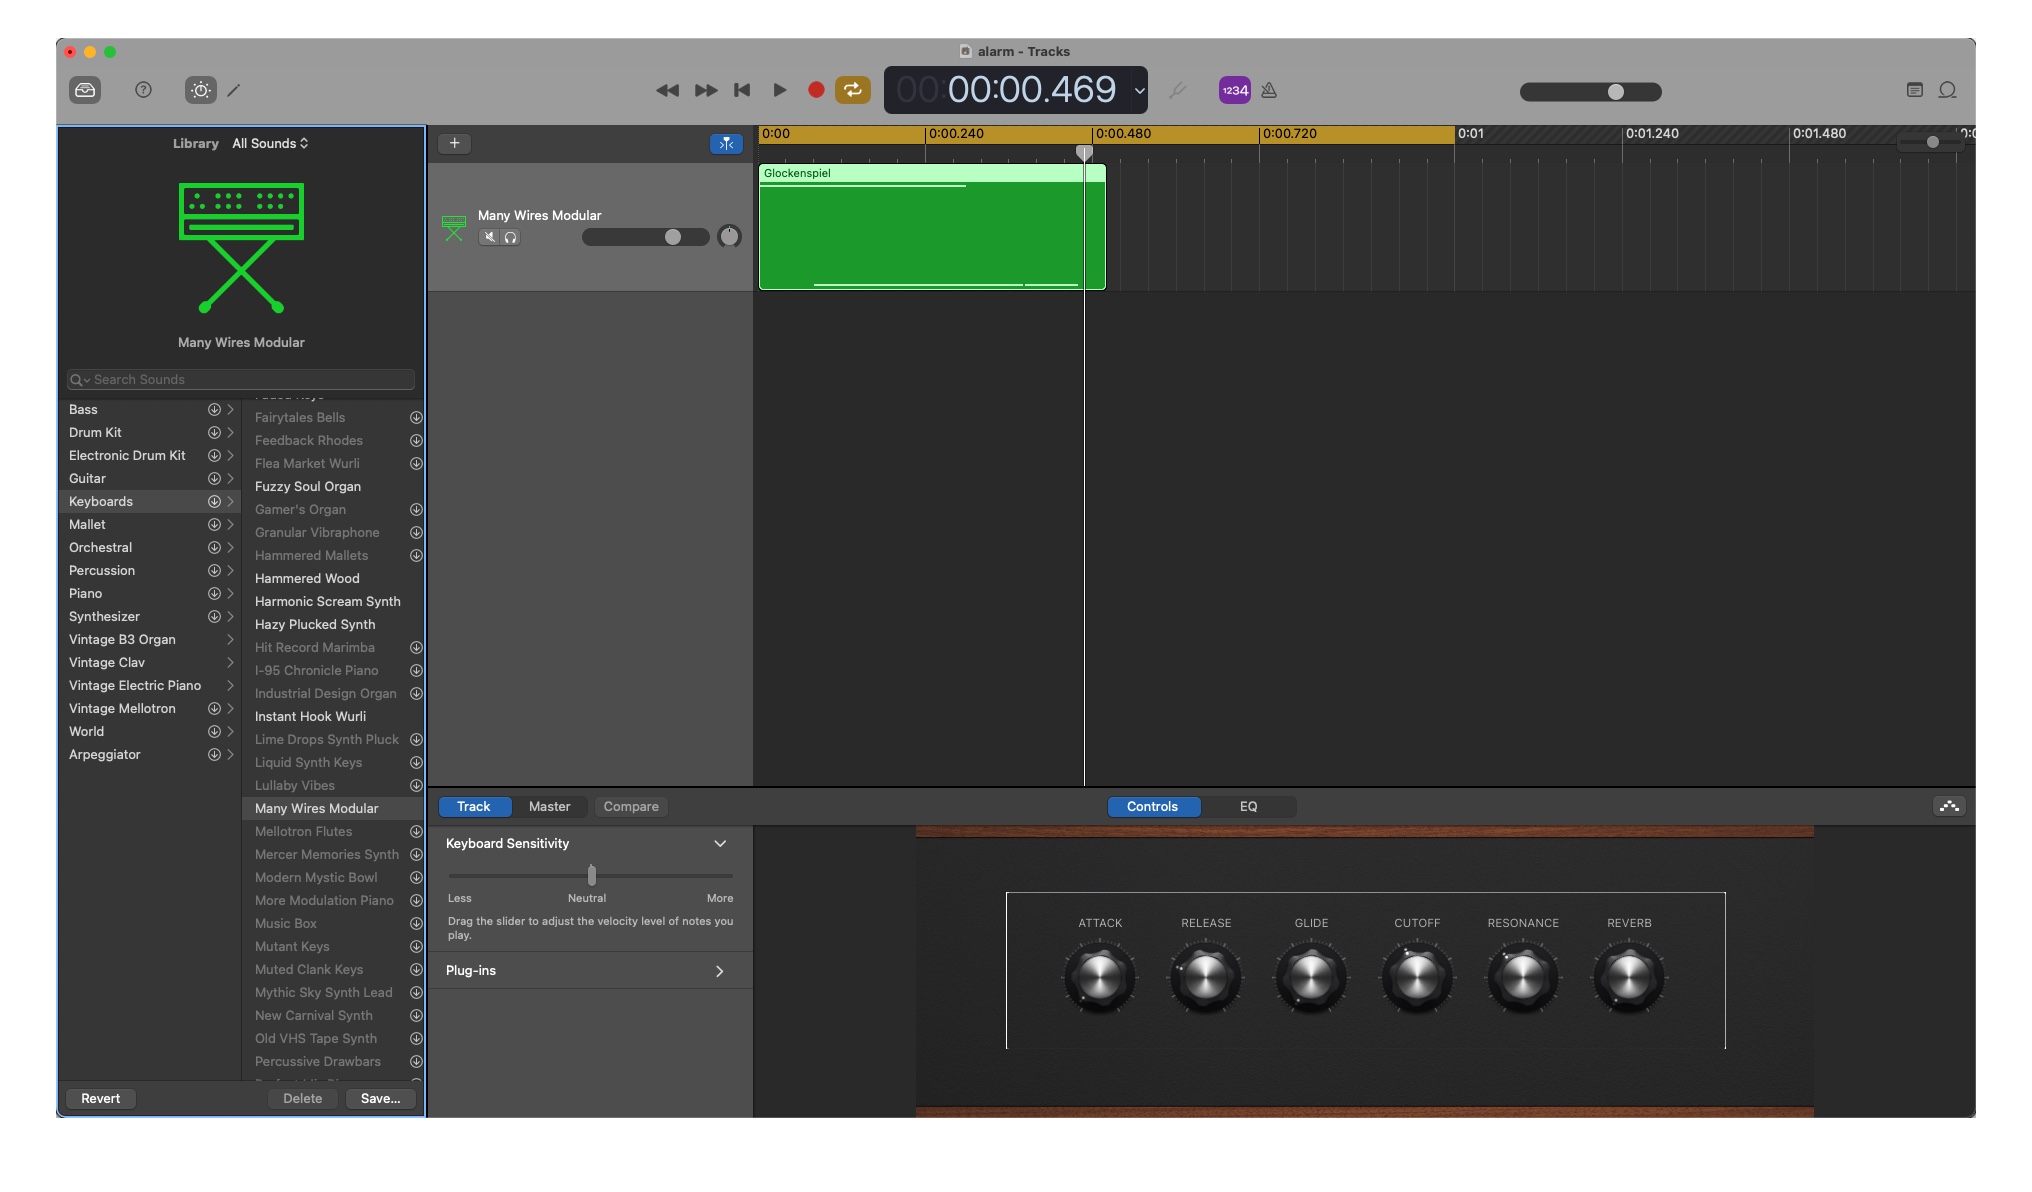 alarm - Tracks
00:00:00.469
1234
Library All Sounds
Many Wires Modular
Search Sounds
Bass
Drum Kit
Electronic Drum Kit
Guitar
Keyboards
Mallet
Orchestral
Percussion
Piano
Synthesizer
Vintage B3 Organ
Vintage Clav
Vintage Electric Piano
Vintage Mellotron
World
Arpeggiator
Fairytales Bells
Feedback Rhodes
Flea Market Wurli
Fuzzy Soul Organ
Gamer's Organ
Granular Vibraphone
Hammered Mallets
Hammered Wood
Harmonic Scream Synth
Hazy Plucked Synth
Hit Record Marimba
I-95 Chronicle Piano
Industrial Design Organ
Instant Hook Wurli
Lime Drops Synth Pluck
Liquid Synth Keys
Lullaby Vibes
Many Wires Modular
Mellotron Flutes
Mercer Memories Synth
Modern Mystic Bowl
More Modulation Piano
Music Box
Mutant Keys
Muted Clank Keys
Mythic Sky Synth Lead
New Carnival Synth
Old VHS Tape Synth
Percussive Drawbars
Revert Delete Save...
0:00 0:00.240 0:00.480 0:00.720 0:01 0:01.240 0:01.480
Many Wires Modular
Glockenspiel
Track Master Compare
Controls EQ
Keyboard Sensitivity
Less Neutral More
Drag the slider to adjust the velocity level of notes you
play.
Plug-ins
ATTACK RELEASE GLIDE CUTOFF RESONANCE REVERB